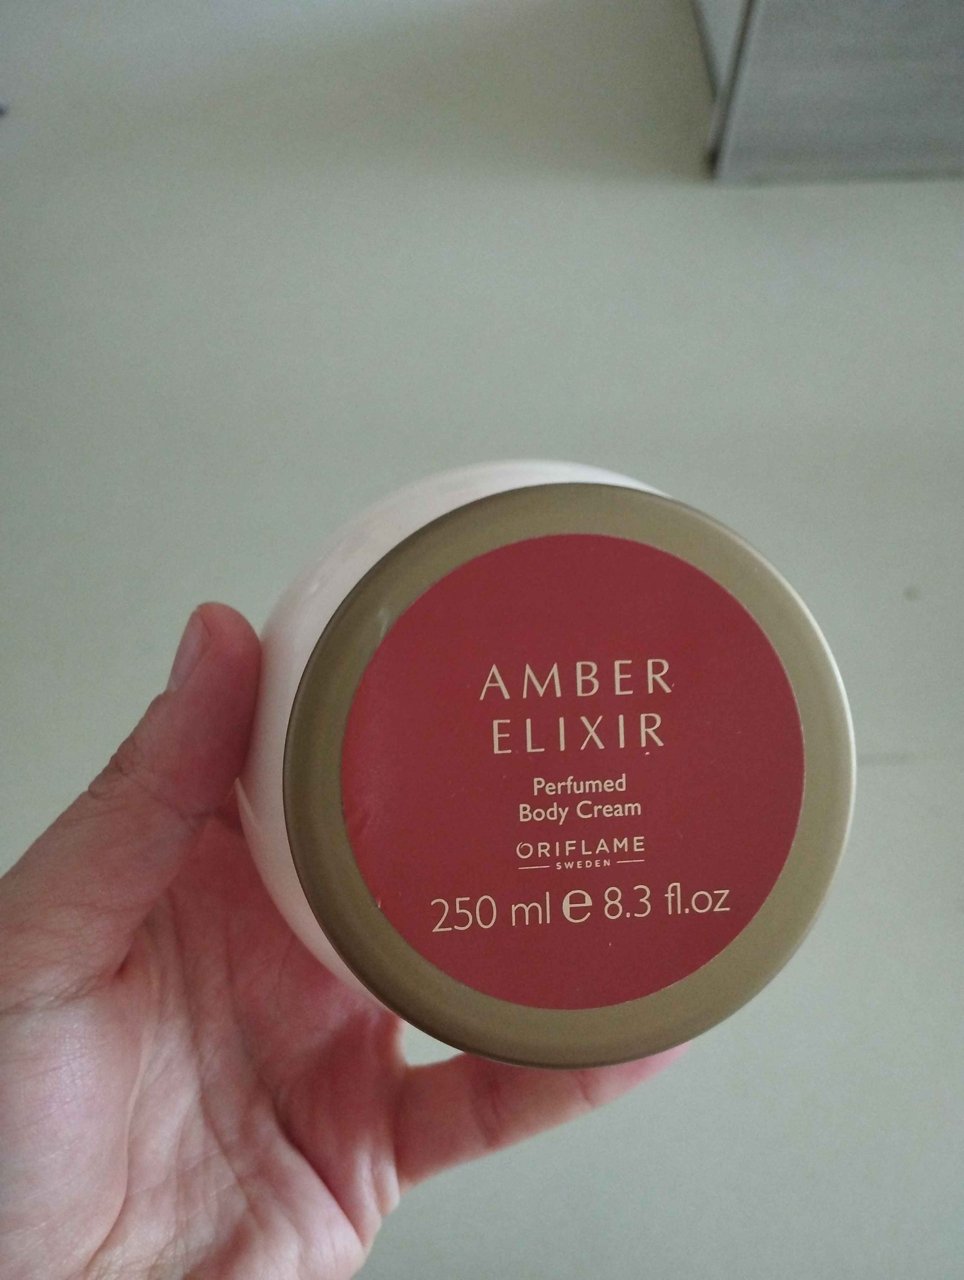 AMBER
ELIXIR
Perfumed
Body Cream
ORIFLAME
SWEDEN
250 ml e 8.3 fl.oz